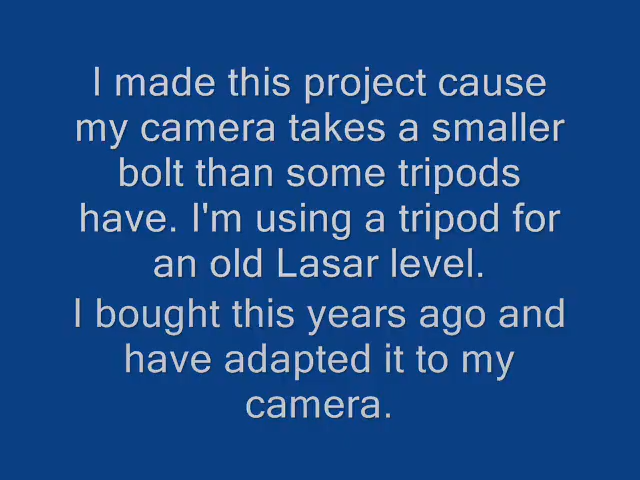 I made this project cause
my camera takes a smaller
bolt than some tripods
have. I'm using a tripod for
an old Lasar level.
I bought this years ago and
have adapted it to my
camera.